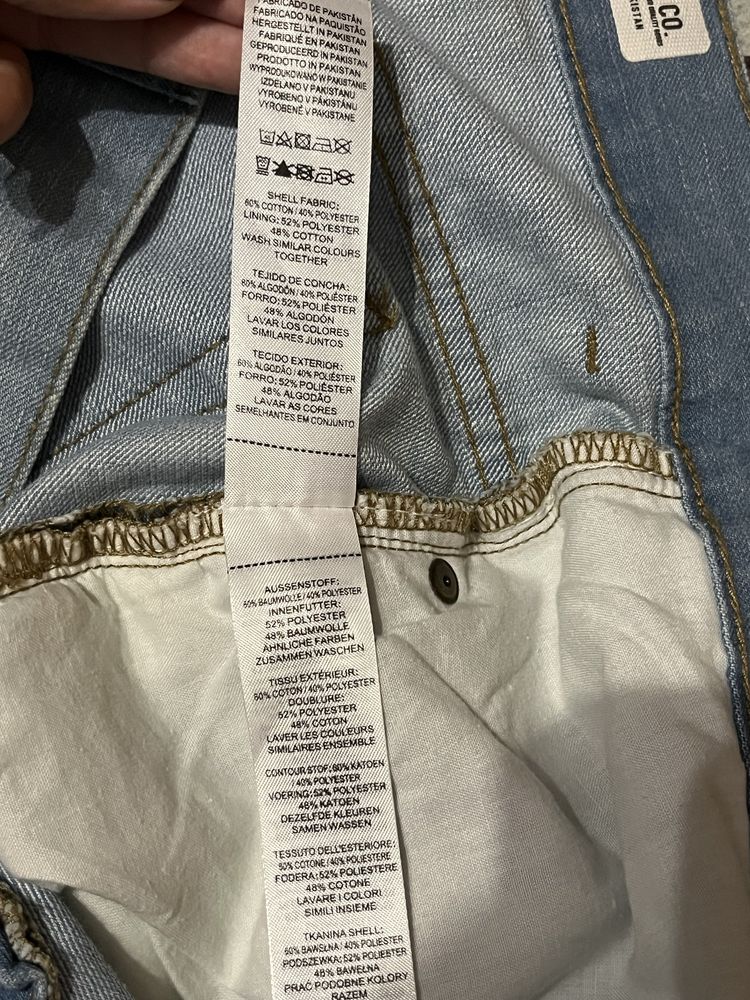 FABRICADO DE PAKISTÁN
FABRICADO NA PAQUISTÃO
HERGESTELLT IN PAKISTAN
FABRIQUÉ EN PAKISTAN
GEPRODUCEERD IN PAKISTAN
PRODOTTO IN PAKISTAN
WYPRODUKOWANO W PAKISTANIE
IZDELANO V PAKISTANU
VYROBENO V PÁKISTÁNU
VYROBENÉ V PAKISTANE
SHELL FABRIC:
60% COTTON / 40% POLYESTER
LINING: 52% POLYESTER
48% COTTON
WASH SIMILAR COLOURS
TOGETHER
TEJIDO DE CONCHA:
60% ALGODÓN / 40% POLIÉSTER
FORRO: 52% POLIÉSTER
48% ALGODÓN
LAVAR LOS COLORES
SIMILARES JUNTOS
TECIDO EXTERIOR:
60% ALGODÃO / 40% POLIÉSTER
FORRO: 52% POLIÉSTER
48% ALGODÃO
LAVAR AS CORES
SEMELHANTES EM CONJUNTO
AUSSENSTOFF:
60% BAUMWOLLE / 40% POLYESTER
INNENFUTTER:
52% POLYESTER
48% BAUMWOLLE
ÄHNLICHE FARBEN
ZUSAMMEN WASCHEN
TISSU EXTÉRIEUR:
60% COTON / 40% POLYESTER
DOUBLURE:
52% POLYESTER
48% COTON
LAVER LES COULEURS
SIMILAIRES ENSEMBLE
CONTOUR STOF: 60% KATOEN
40% POLYESTER
VOERING: 52% POLYESTER
48% KATOEN
DEZELFDE KLEUREN
SAMEN WASSEN
TESSUTO DELL'ESTERIORE:
60% COTONE / 40% POLIESTERE
FODERA: 52% POLIESTERE
48% COTONE
LAVARE I COLORI
SIMILI INSIEME
TKANINA SHELL:
60% BAWEŁNA / 40% POLIESTER
PODSZEWKA: 52% POLIESTER
48% BAWEŁNA
PRAĆ PODOBNE KOLORY
RAZEM
CO.
QUALITY
KISTAN